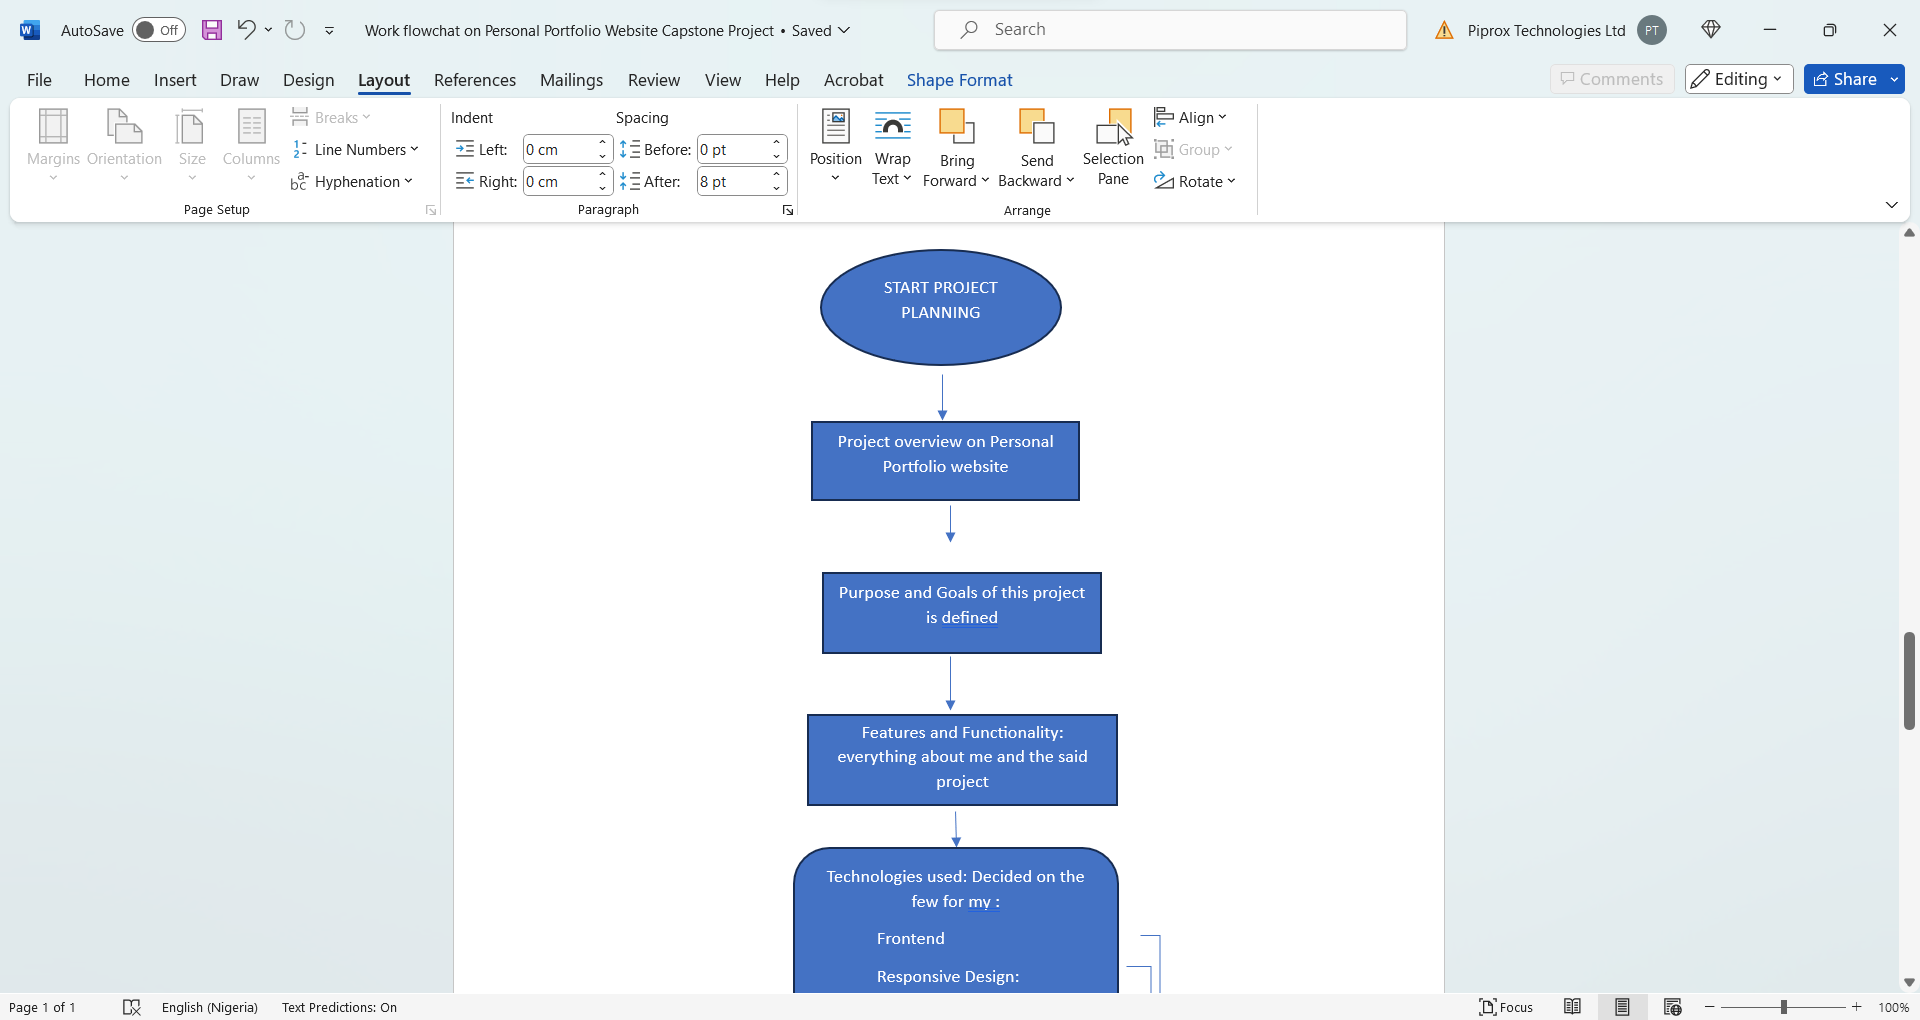 AutoSave Off Work flowchat on Personal Portfolio Website Capstone Project • Saved Search Piprox Technologies Ltd PT
File Home Insert Draw Design Layout References Mailings Review View Help Acrobat Shape Format Comments Editing Share
Margins Orientation Size Columns
Breaks
Line Numbers
Hyphenation
Page Setup
Indent Spacing
Left: 0 cm Before: 0 pt
Right: 0 cm After: 8 pt
Paragraph
Position
Wrap
Text
Bring
Forward
Send
Backward
Selection
Pane
Align
Group
Rotate
Arrange
START PROJECT
PLANNING
Project overview on Personal
Portfolio website
Purpose and Goals of this project
is defined
Features and Functionality:
everything about me and the said
project
Technologies used: Decided on the
few for my :
Frontend
Responsive Design:
Page 1 of 1 English (Nigeria) Text Predictions: On Focus 100%